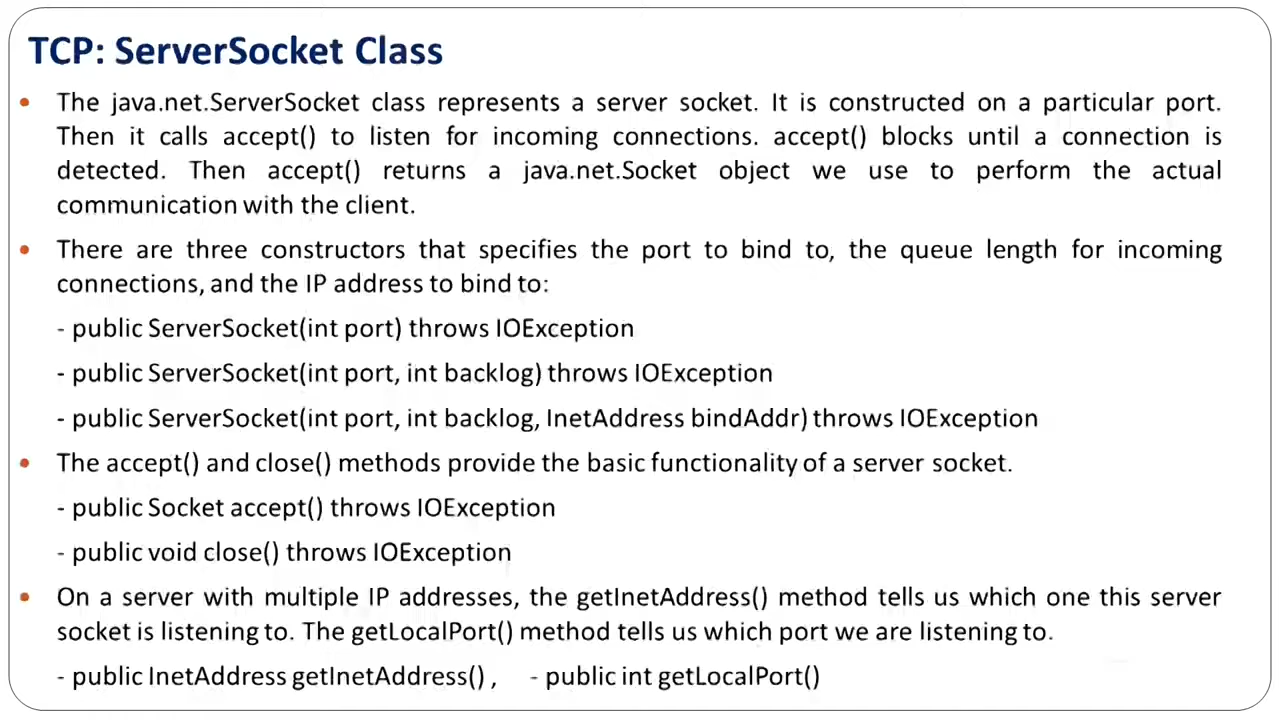 TCP: ServerSocket Class
• The java.net.ServerSocket class represents a server socket. It is constructed on a particular port.
Then it calls accept() to listen for incoming connections. accept() blocks until a connection is
detected. Then accept() returns a java.net.Socket object we use to perform the actual
communication with the client.
• There are three constructors that specifies the port to bind to, the queue length for incoming
connections, and the IP address to bind to:
- public ServerSocket(int port) throws IOException
- public ServerSocket(int port, int backlog) throws IOException
- public ServerSocket(int port, int backlog, InetAddress bindAddr) throws IOException
• The accept() and close() methods provide the basic functionality of a server socket.
- public Socket accept() throws IOException
- public void close() throws IOException
• On a server with multiple IP addresses, the getInetAddress() method tells us which one this server
socket is listening to. The getLocalPort() method tells us which port we are listening to.
- public InetAddress getInetAddress() , - public int getLocalPort()